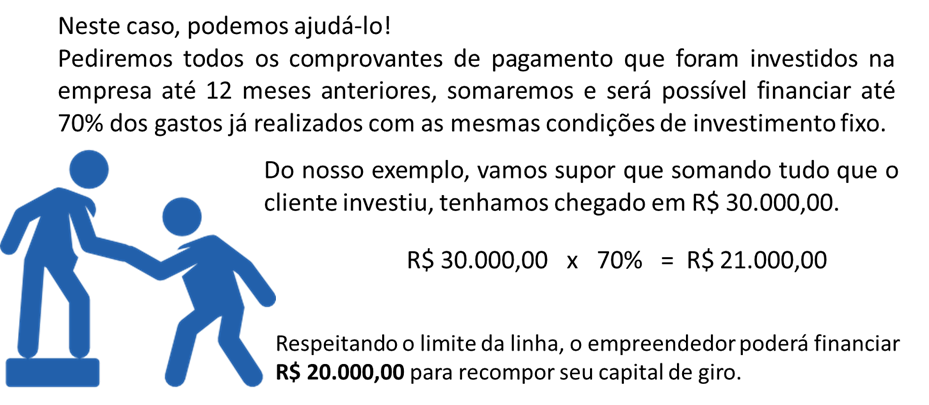 Neste caso, podemos ajudá-lo!
Pediremos todos os comprovantes de pagamento que foram investidos na
empresa até 12 meses anteriores, somaremos e será possível financiar até
70% dos gastos já realizados com as mesmas condições de investimento fixo.
Do nosso exemplo, vamos supor que somando tudo que o
cliente investiu, tenhamos chegado em R$ 30.000,00.
R$ 30.000,00 x 70% = R$ 21.000,00
Respeitando o limite da linha, o empreendedor poderá financiar
R$ 20.000,00 para recompor seu capital de giro.